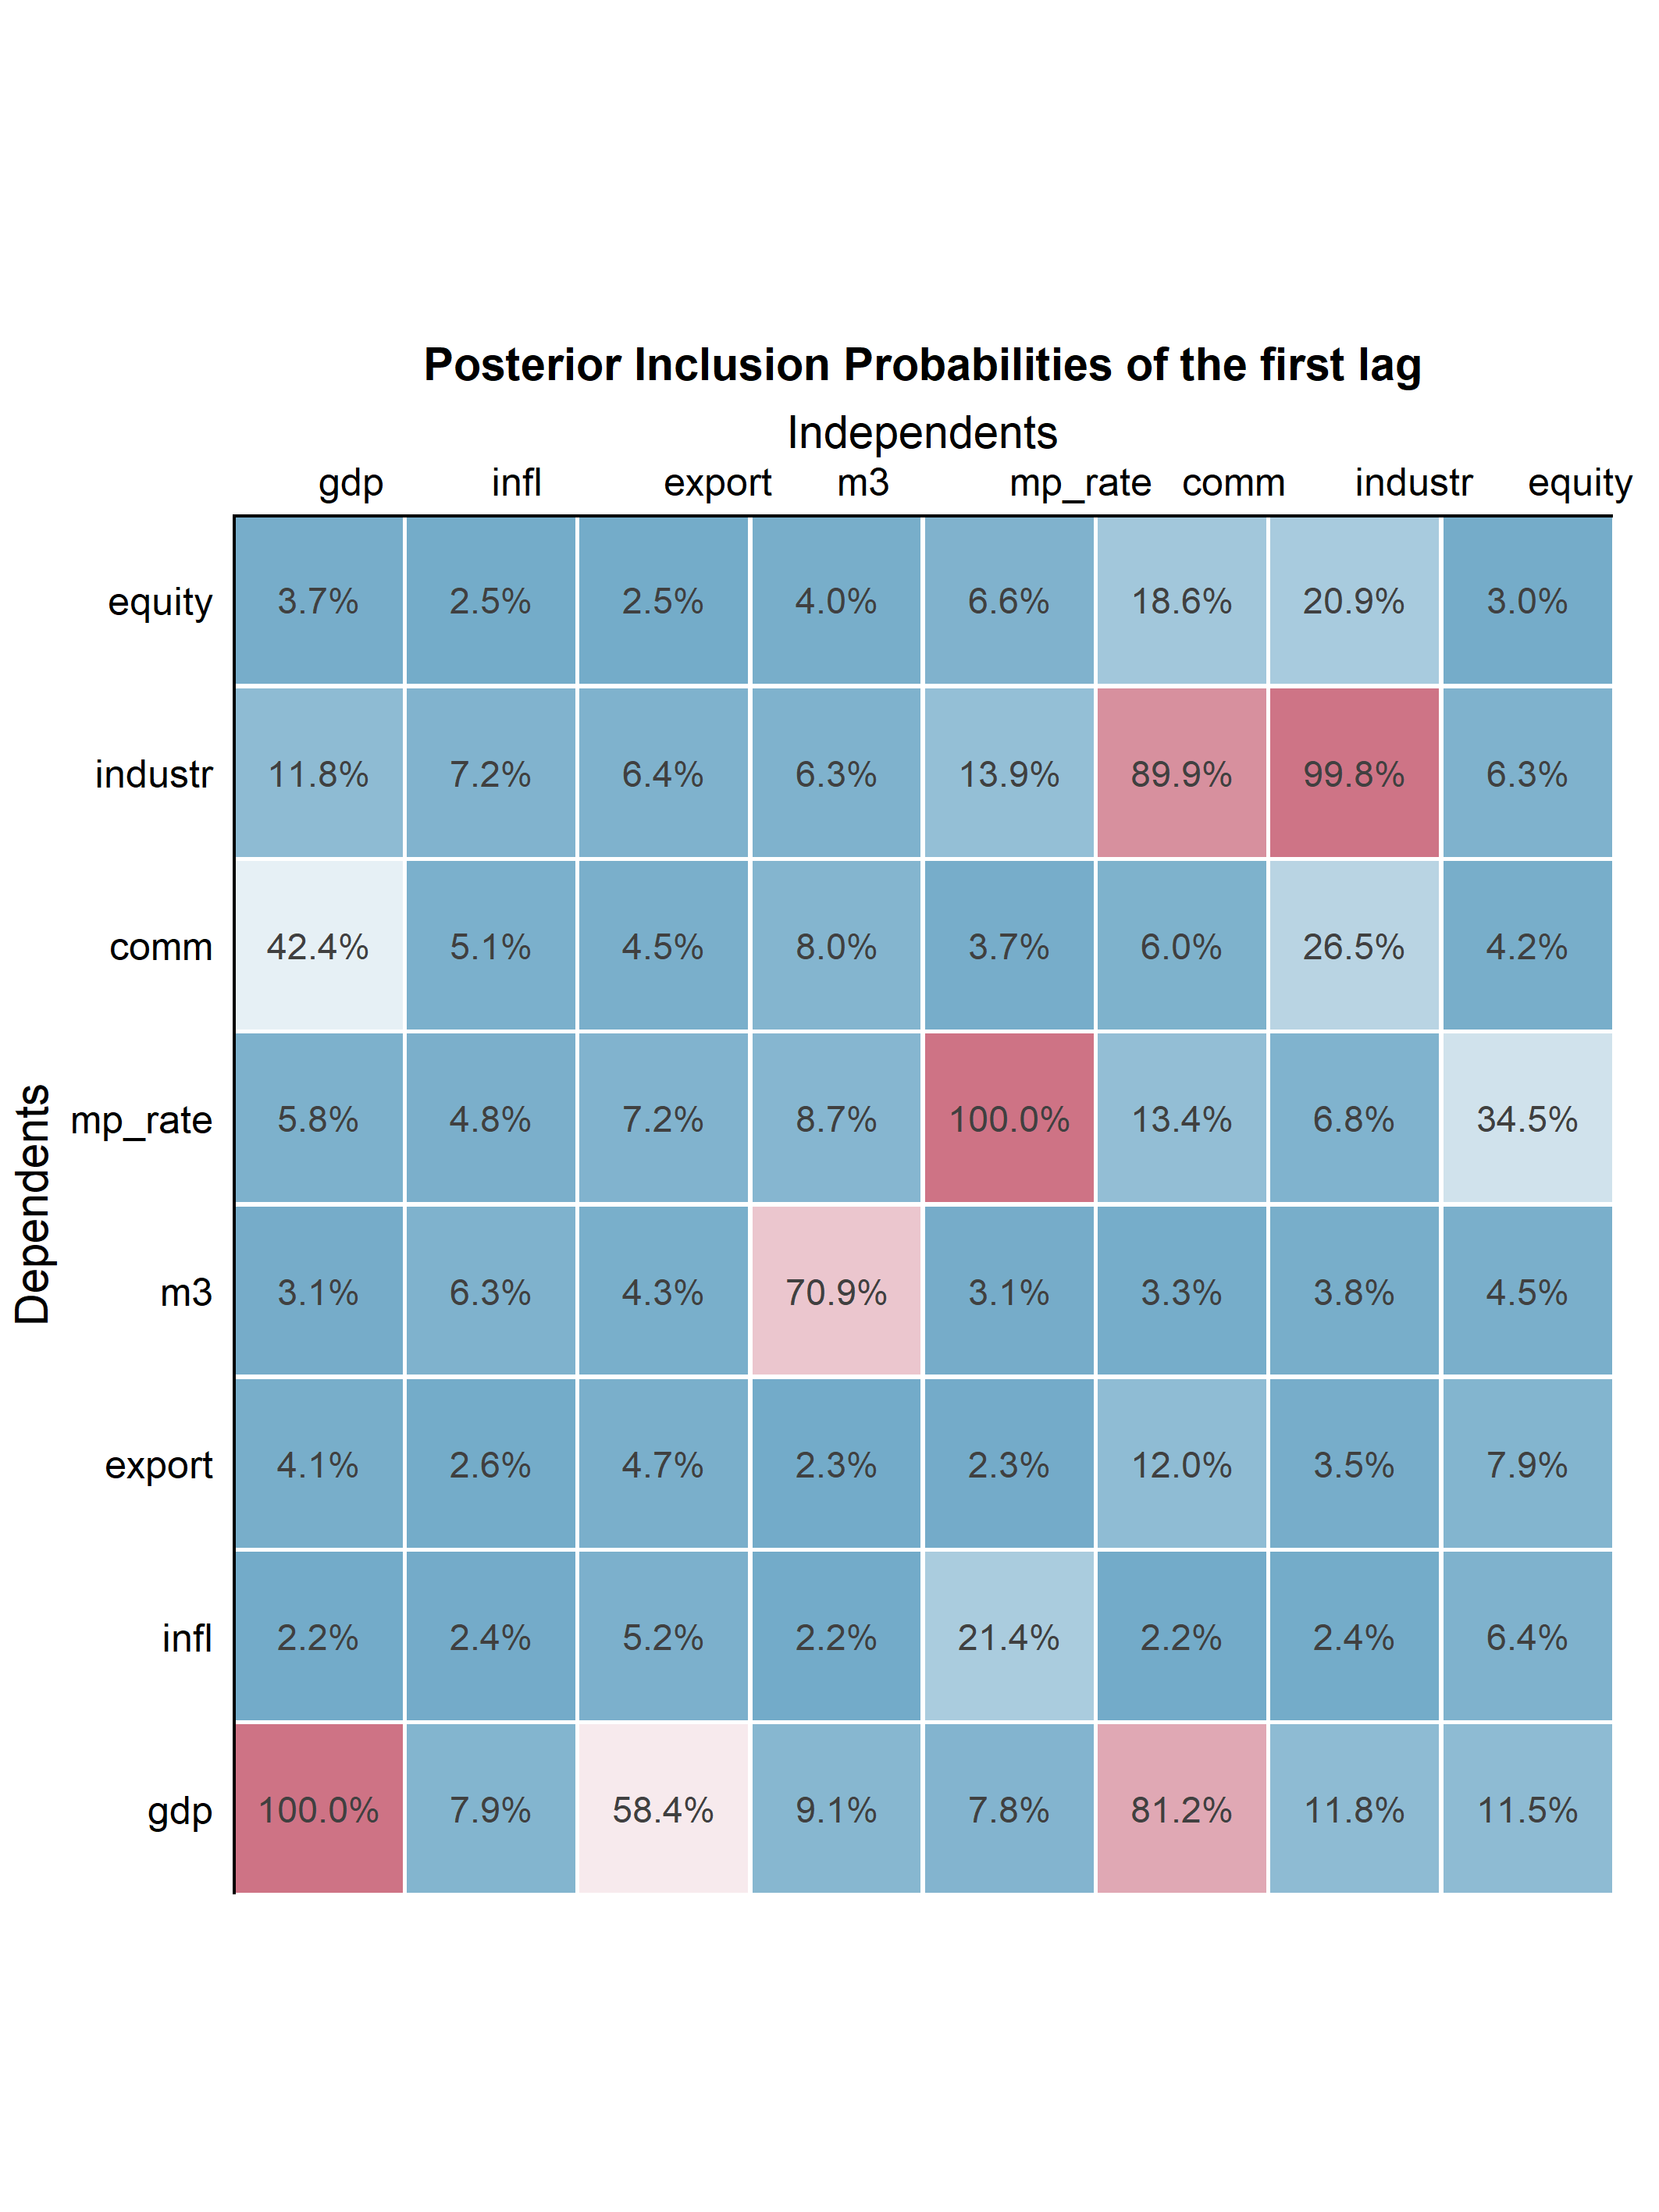 Posterior Inclusion Probabilities of the first lag
Independents
gdp infl export m3 mp_rate comm industr equity
equity 3.7% 2.5% 2.5% 4.0% 6.6% 18.6% 20.9% 3.0%
industr 11.8% 7.2% 6.4% 6.3% 13.9% 89.9% 99.8% 6.3%
comm 42.4% 5.1% 4.5% 8.0% 3.7% 6.0% 26.5% 4.2%
Dependents
mp_rate 5.8% 4.8% 7.2% 8.7% 100.0% 13.4% 6.8% 34.5%
m3 3.1% 6.3% 4.3% 70.9% 3.1% 3.3% 3.8% 4.5%
export 4.1% 2.6% 4.7% 2.3% 2.3% 12.0% 3.5% 7.9%
infl 2.2% 2.4% 5.2% 2.2% 21.4% 2.2% 2.4% 6.4%
gdp 100.0% 7.9% 58.4% 9.1% 7.8% 81.2% 11.8% 11.5%